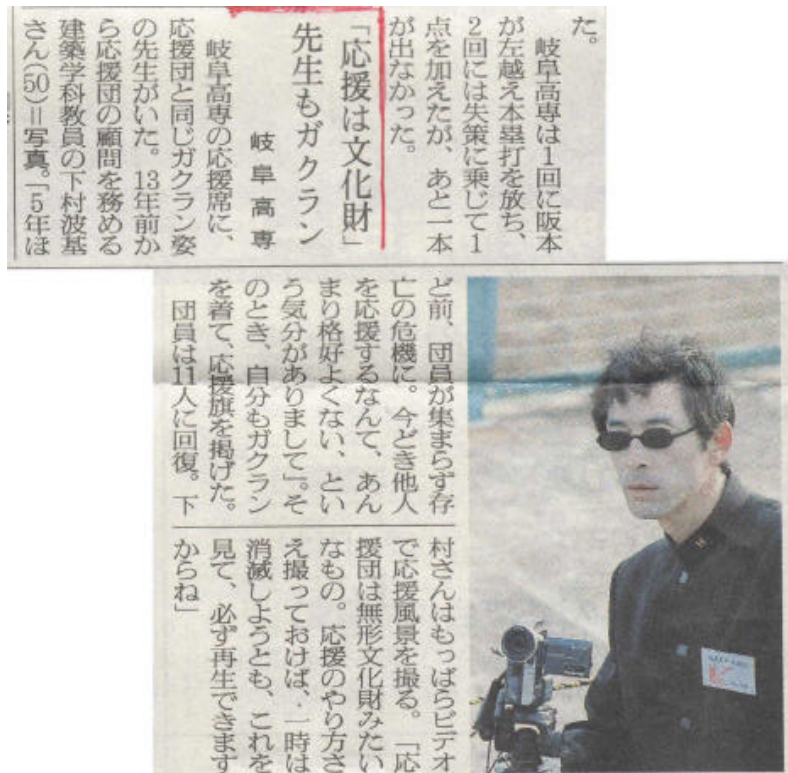 た。
岐阜高専は1回に阪本
が左越え本塁打を放ち、
2回には失策に乗じて1
点を加えたが、あと一本
が出なかった。
「応援は文化財」
先生もガクラン
岐阜高専
岐阜高専の応援席に、
応援団と同じガクラン姿
の先生がいた。13年前か
ら応援団の顧問を務める
建築学科教員の下村波基
さん(50)=写真。「5年ほ
ど前、団員が集まらず存
亡の危機に。今どき他人
を応援するなんて、あん
まり格好よくない、とい
う気分がありまして」。そ
のとき、自分もガクラン
を着て、応援旗を掲げた。
団員は11人に回復。下
村さんはもっぱらビデオ
で応援風景を撮る。「応
援団は無形文化財みたい
なもの。応援のやり方さ
え撮っておけば、一時は
消滅しようとも、これを
見て、必ず再生できます
からね」